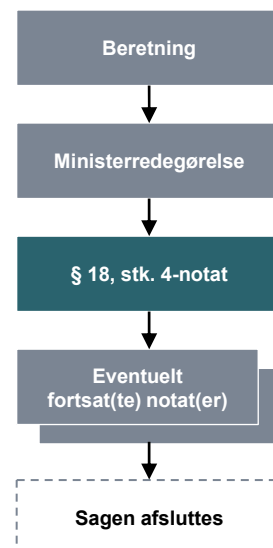 Beretning
Ministerredegørelse
§ 18, stk. 4-notat
Eventuelt
fortsat(te) notat(er)
Sagen afsluttes